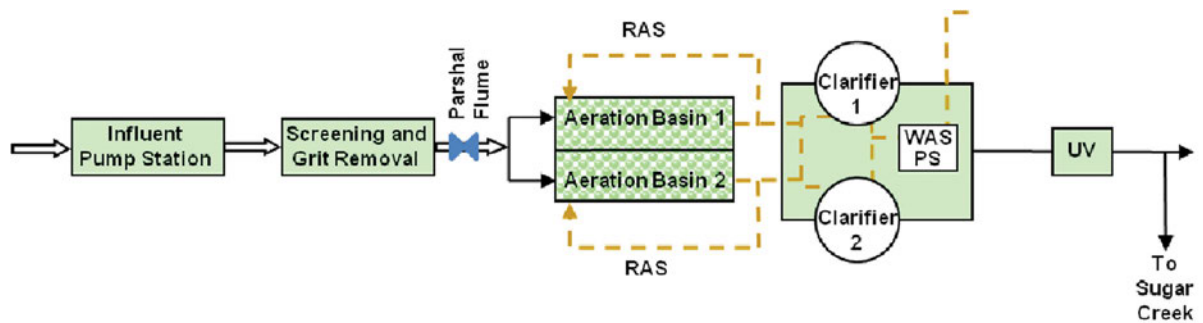 RAS
Parshal
Flume
Influent
Pump Station
Screening and
Grit Removal
Aeration Basin 1
Aeration Basin 2
RAS
Clarifier
1
WAS
PS
Clarifier
2
UV
To
Sugar
Creek